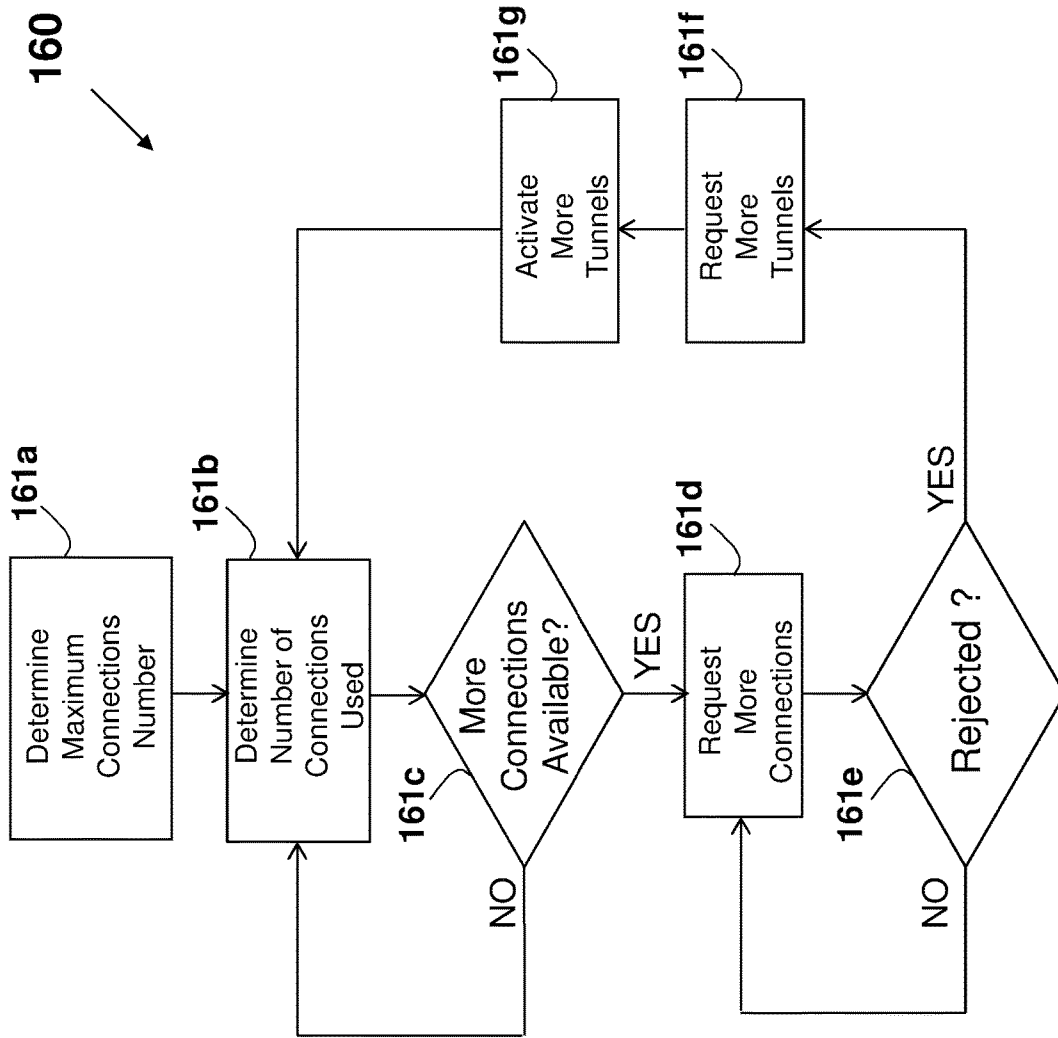 160
161a
Determine
Maximum
Connections
Number
161b
Determine
Number of
Connections
Used
161c
More
Connections
Available?
NO
YES
161d
Request
More
Connections
161e
Rejected ?
NO
YES
161f
Request
More
Tunnels
161g
Activate
More
Tunnels